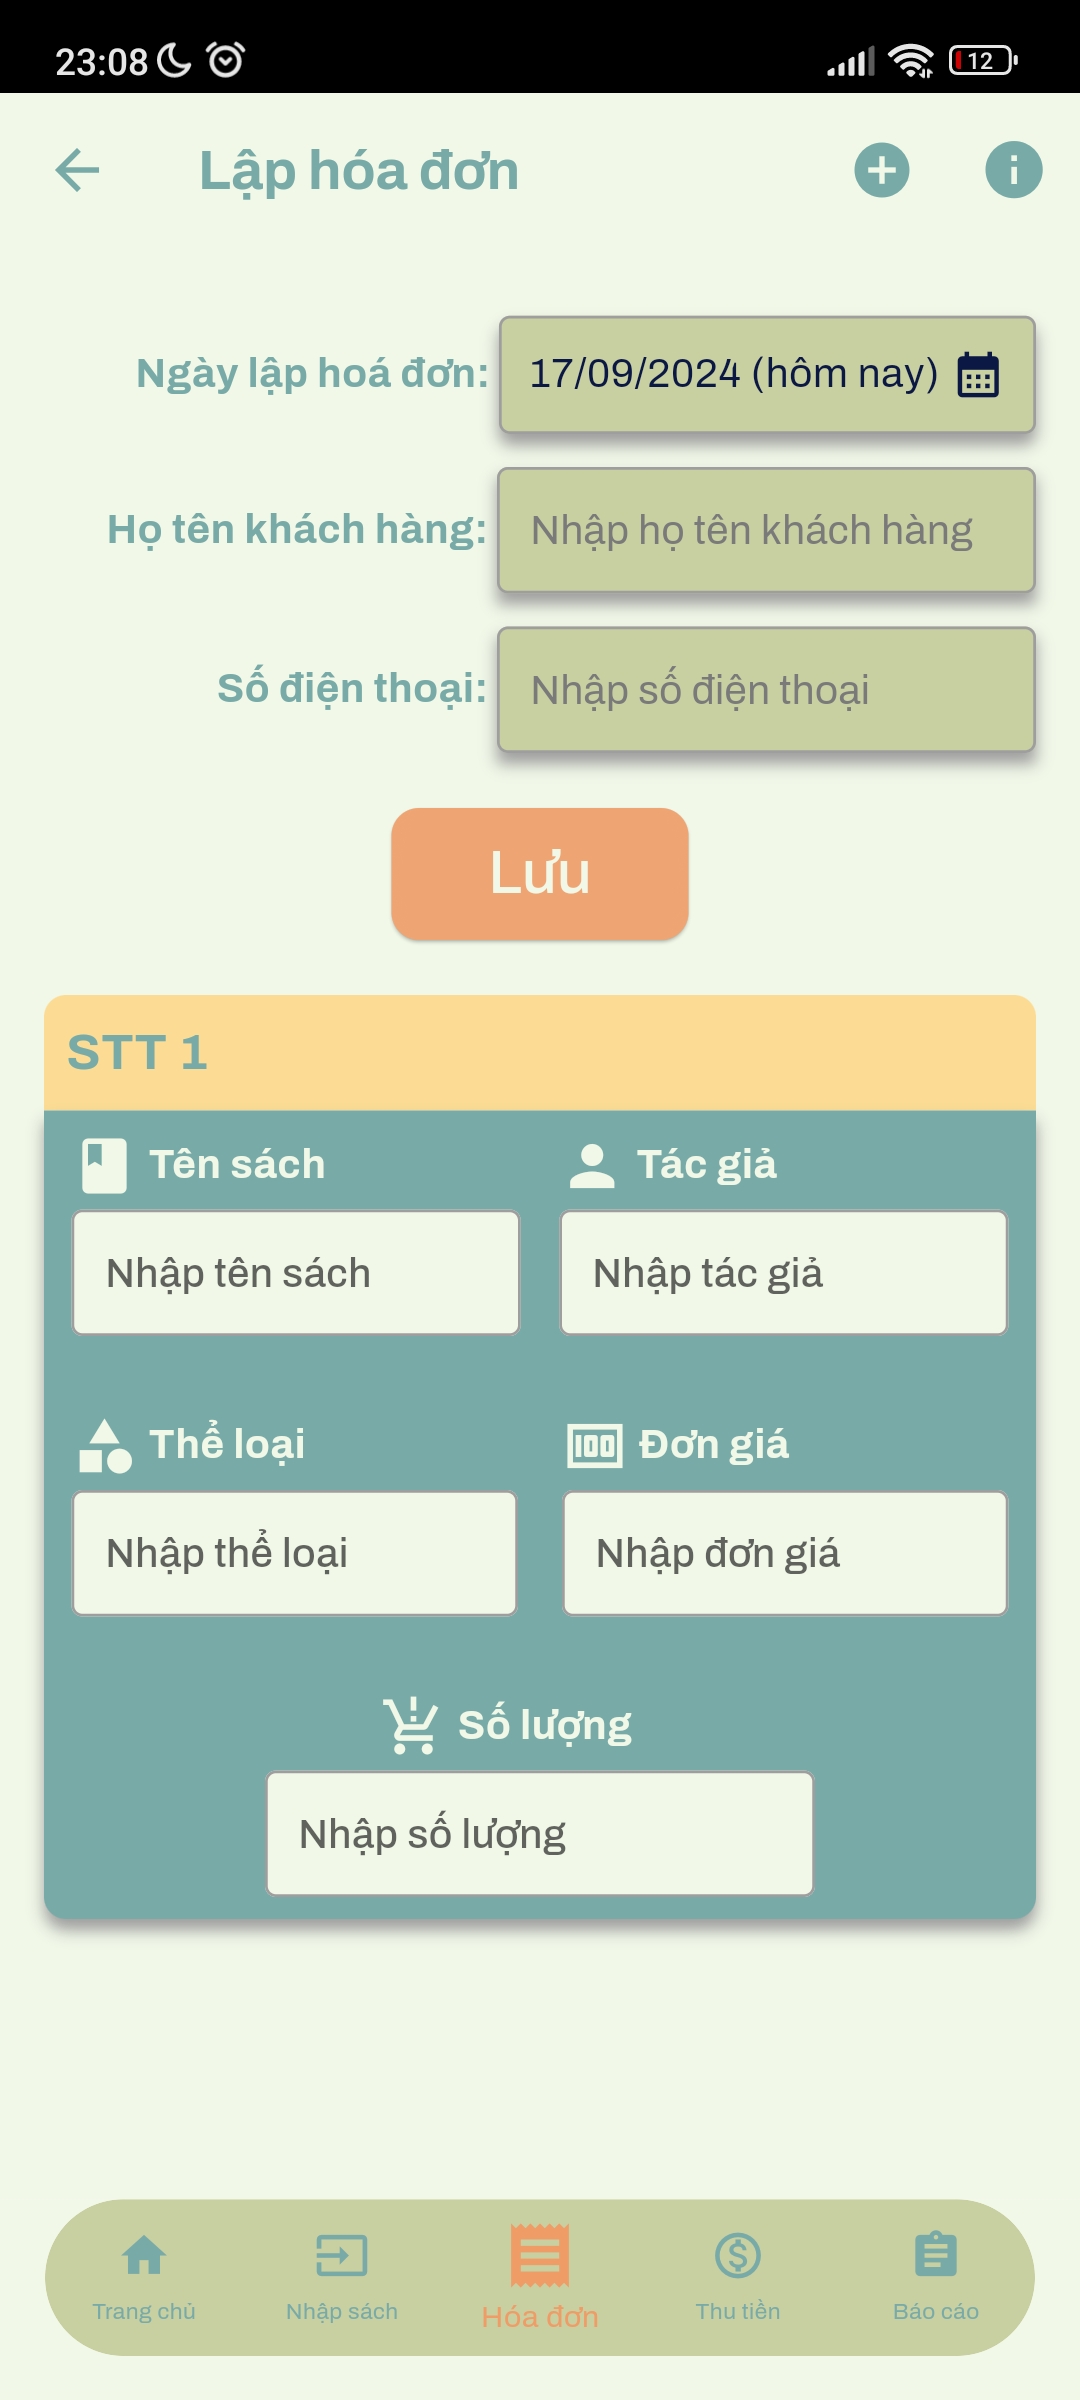 23:08
12
Lập hóa đơn
Ngày lập hoá đơn:
17/09/2024 (hôm nay)
Họ tên khách hàng:
Nhập họ tên khách hàng
Số điện thoại:
Nhập số điện thoại
Lưu
STT 1
Tên sách
Tác giả
Nhập tên sách
Nhập tác giả
Thể loại
Đơn giá
Nhập thể loại
Nhập đơn giá
Số lượng
Nhập số lượng
Trang chủ
Nhập sách
Hóa đơn
Thu tiền
Báo cáo